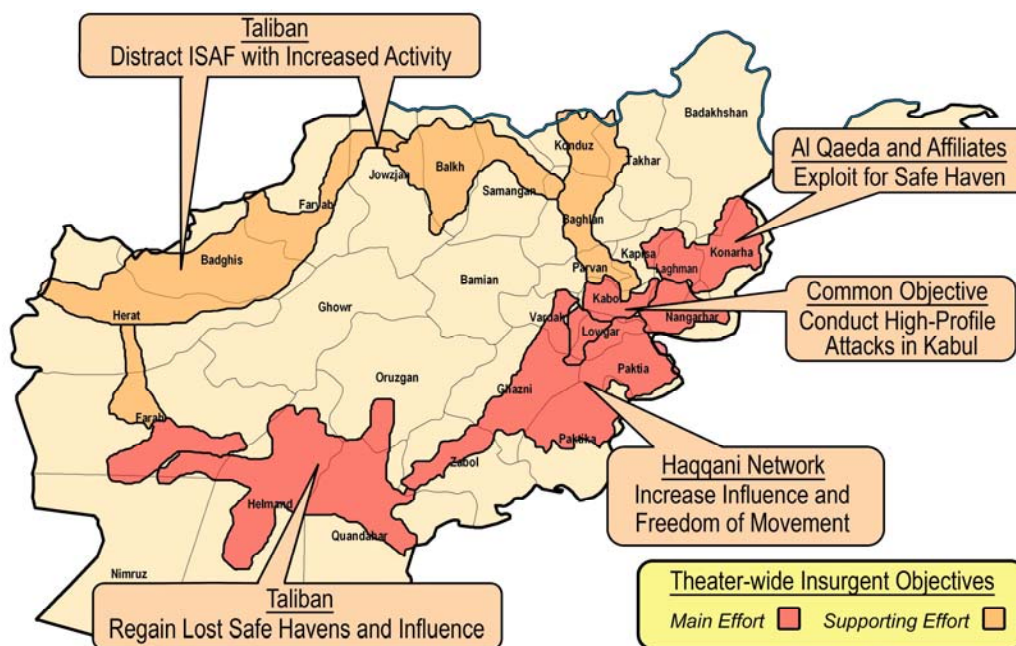 Taliban
Distract ISAF with Increased Activity
Badakhshan
Konduz
Takhar
Al Qaeda and Affiliates
Exploit for Safe Haven
Balkh
Jowzjan
Samangan
Faryab
Baghlan
Badghis
Kapisa
Konarha
Laghman
Parvan
Bamian
Kabol
Herat
Ghowr
Vardak
Lowgar
Nangarhar
Common Objective
Conduct High-Profile
Attacks in Kabul
Oruzgan
Ghazni
Paktia
Farah
Paktika
Zabol
Haqqani Network
Increase Influence and
Freedom of Movement
Helmand
Quandahar
Nimruz
Taliban
Regain Lost Safe Havens and Influence
Theater-wide Insurgent Objectives
Main Effort Supporting Effort